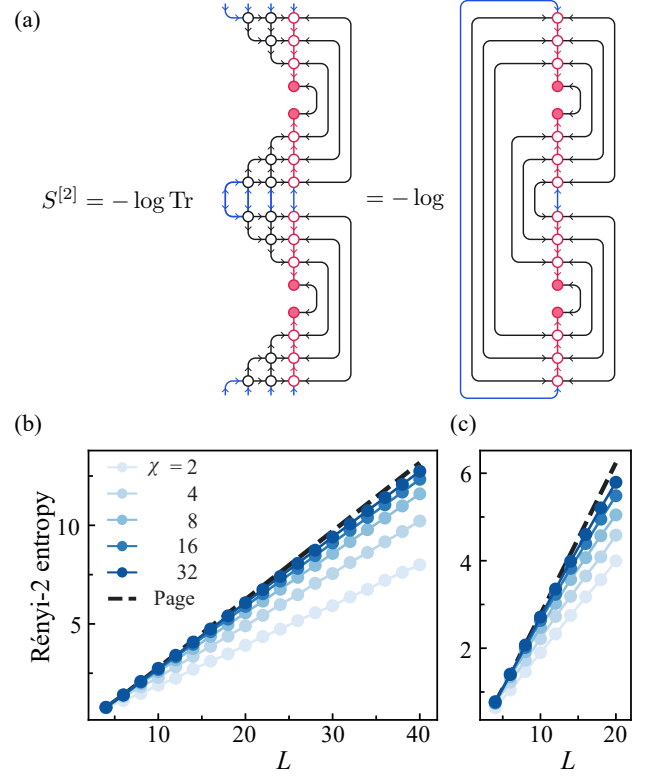 (a)
S^{[2]} = − log Tr
= − log
(b)
(c)
Rényi-2 entropy
10
5
χ = 2
4
8
16
32
Page
10
20
30
40
L
6
4
2
10
20
L